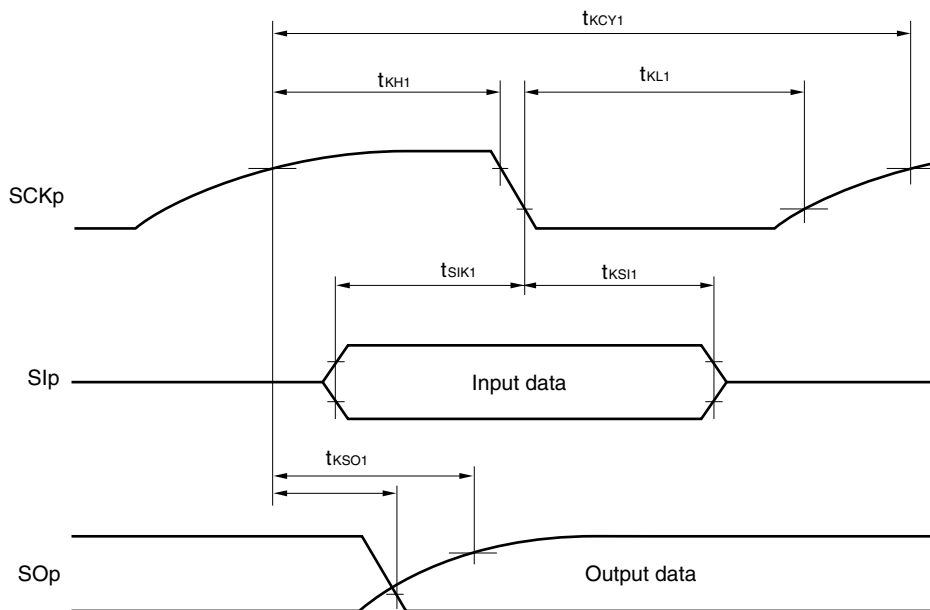 tKCY1
tKH1
tKL1
SCKp
tSIK1
tKSI1
SIp
Input data
tKSO1
SOp
Output data